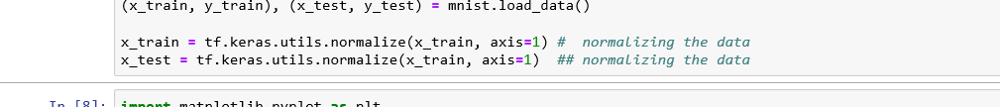 (x_train, y_train), (x_test, y_test) = mnist.load_data()
x_train = tf.keras.utils.normalize(x_train, axis=1) #  normalizing the data
x_test = tf.keras.utils.normalize(x_train, axis=1)  ## normalizing the data
In [8]: import matplotlib.pyplot as plt